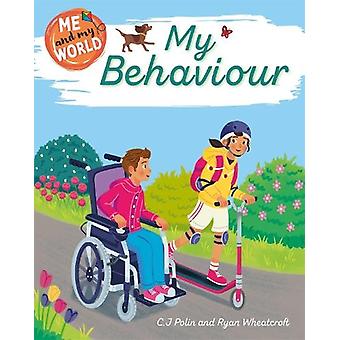 ME
and my
WORLD
My
Behaviour
C.J Polin and Ryan Wheatcroft